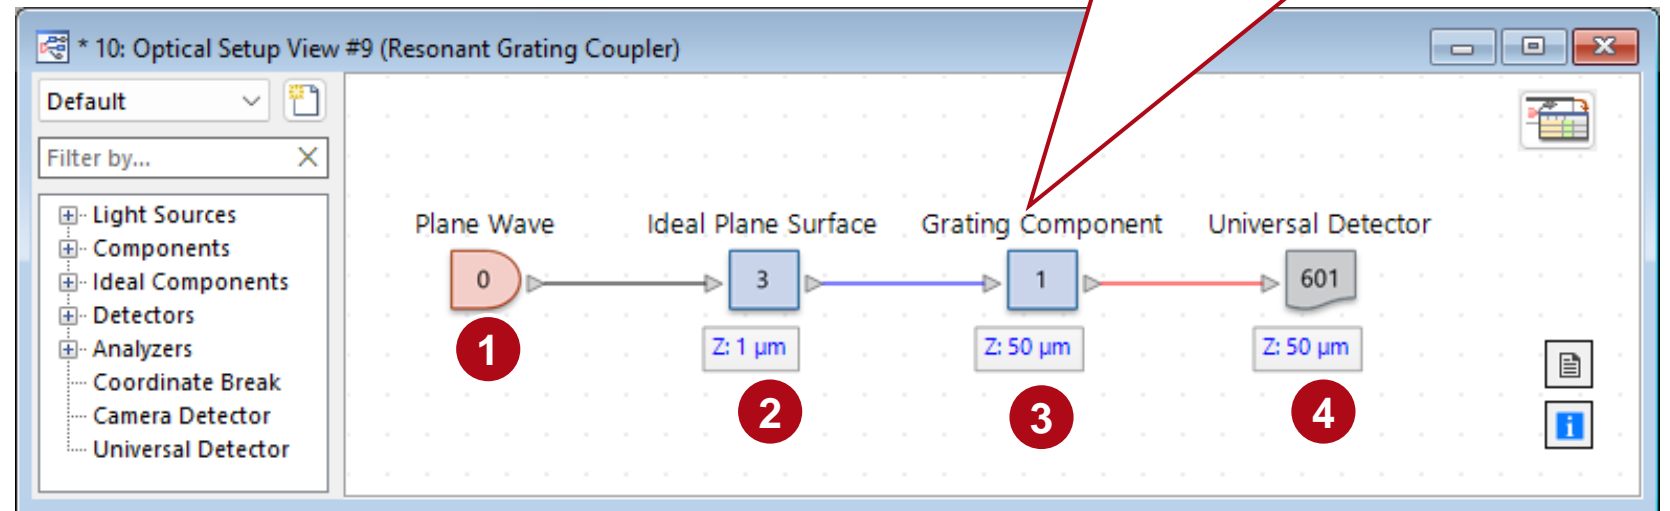 * 10: Optical Setup View #9 (Resonant Grating Coupler)
Default
Filter by...
Light Sources
Components
Ideal Components
Detectors
Analyzers
Coordinate Break
Camera Detector
Universal Detector
Plane Wave
Ideal Plane Surface
Grating Component
Universal Detector
0
3
1
601
Z: 1 µm
Z: 50 µm
Z: 50 µm
1
2
3
4
i